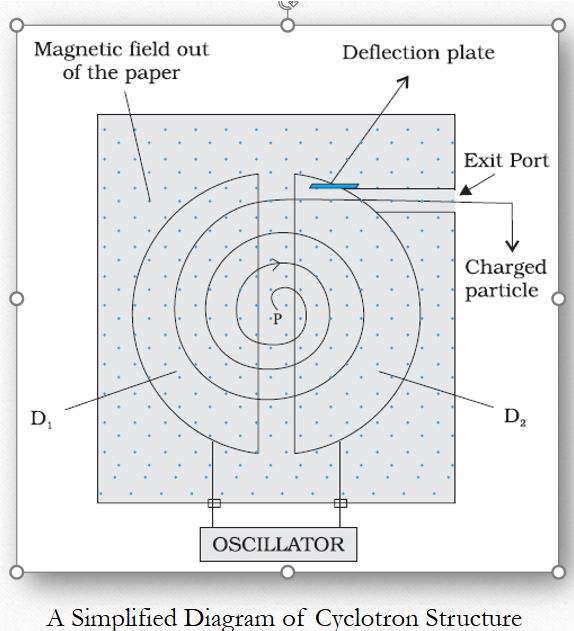 Magnetic field out
of the paper
Deflection plate
Exit Port
Charged
particle
P
D₁
D₂
OSCILLATOR
A Simplified Diagram of Cyclotron Structure